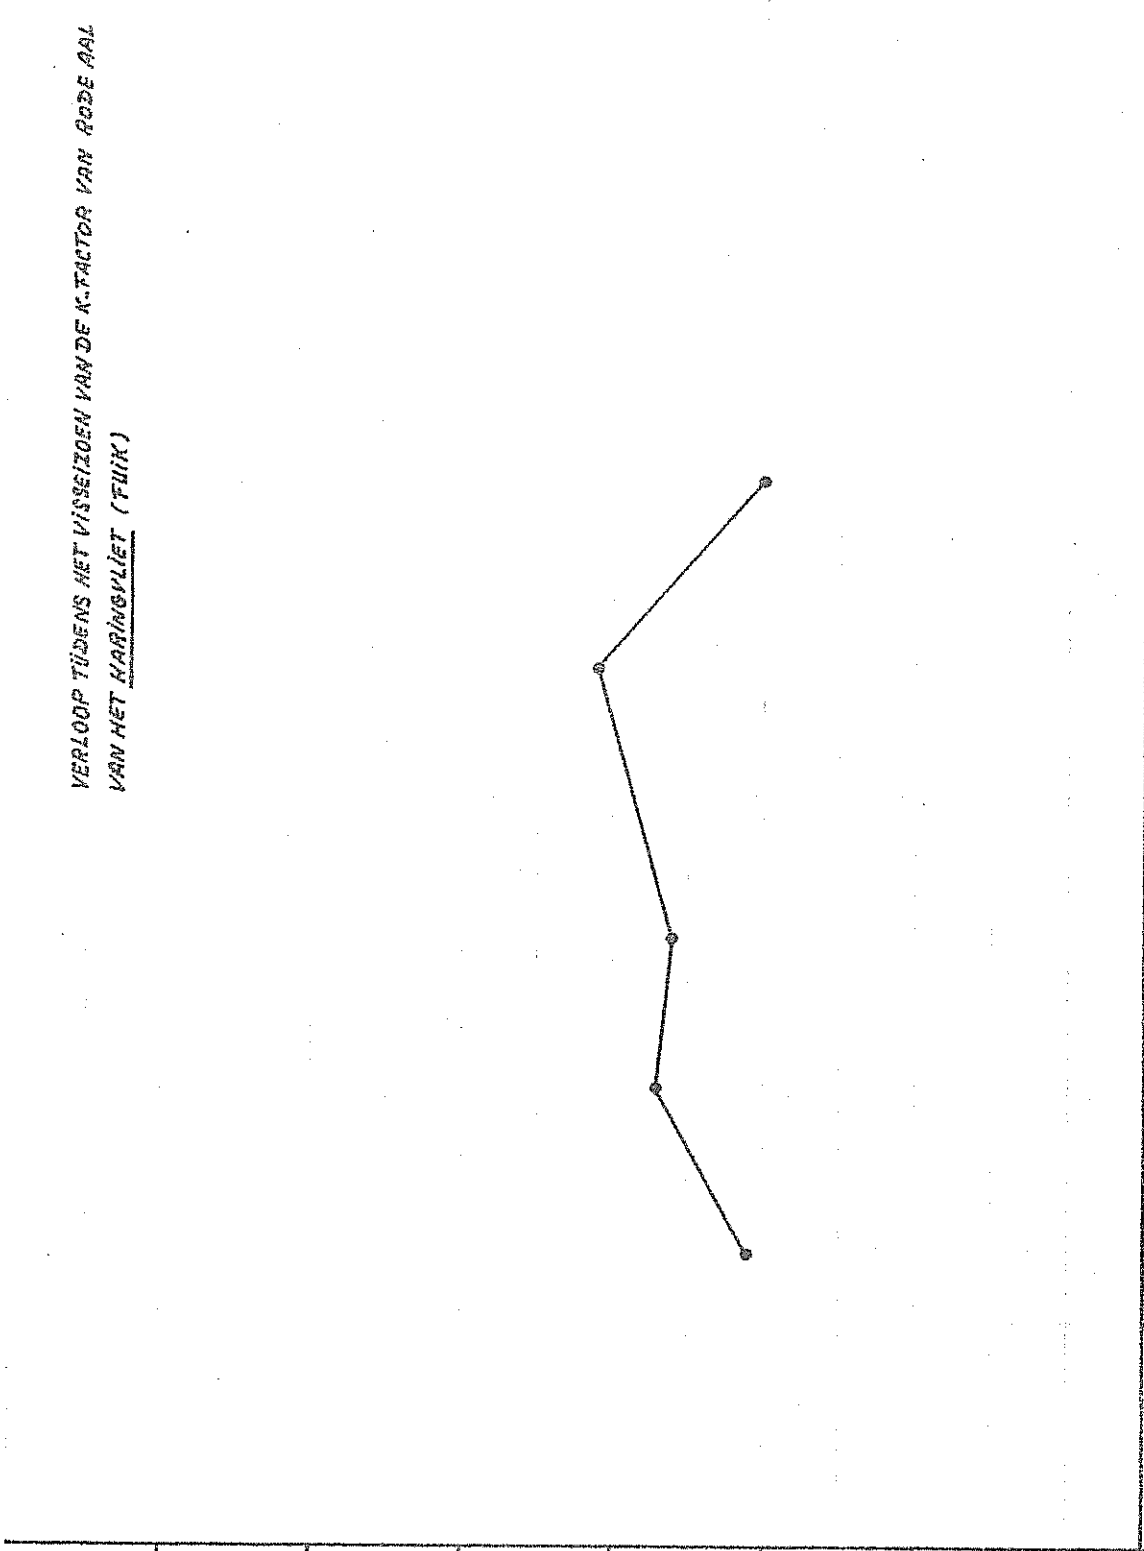 VERLOOP TIJDENS HET VISSEIZOEN VAN DE K-FACTOR VAN RODE AAL
VAN HET HARINGVLIET (FUIK)